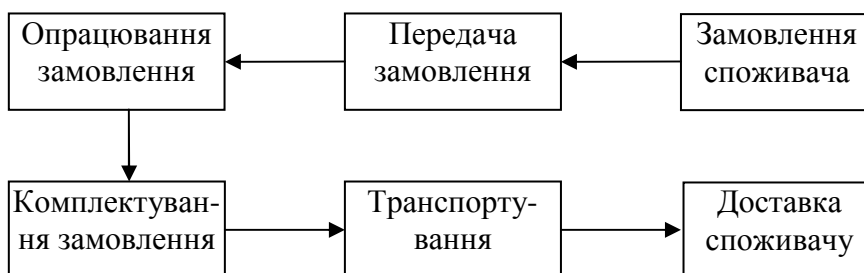 Опрацювання
замовлення
Передача
замовлення
Замовлення
споживача
Комплектуван-
ня замовлення
Транспорту-
вання
Доставка
споживачу